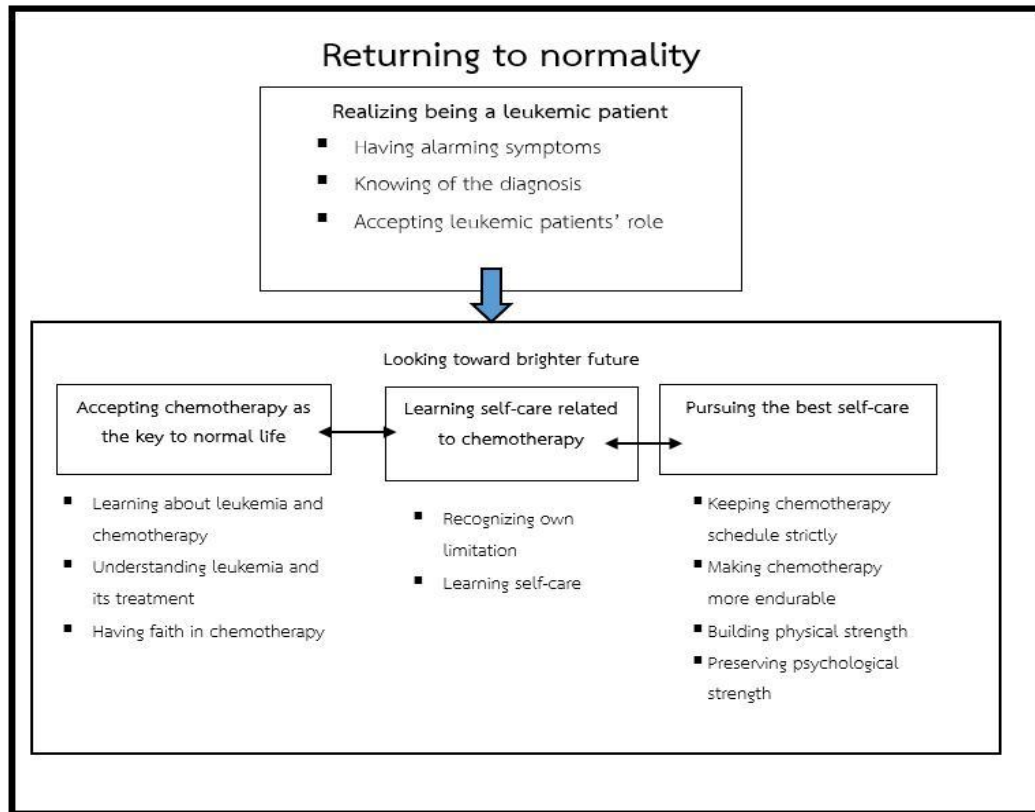 Returning to normality
Realizing being a leukemic patient
▪ Having alarming symptoms
▪ Knowing of the diagnosis
▪ Accepting leukemic patients’ role
Looking toward brighter future
Accepting chemotherapy as
the key to normal life
▪ Learning about leukemia and
chemotherapy
▪ Understanding leukemia and
its treatment
▪ Having faith in chemotherapy
Learning self-care related
to chemotherapy
▪ Recognizing own
limitation
▪ Learning self-care
Pursuing the best self-care
▪ Keeping chemotherapy
schedule strictly
▪ Making chemotherapy
more endurable
▪ Building physical strength
▪ Preserving psychological
strength